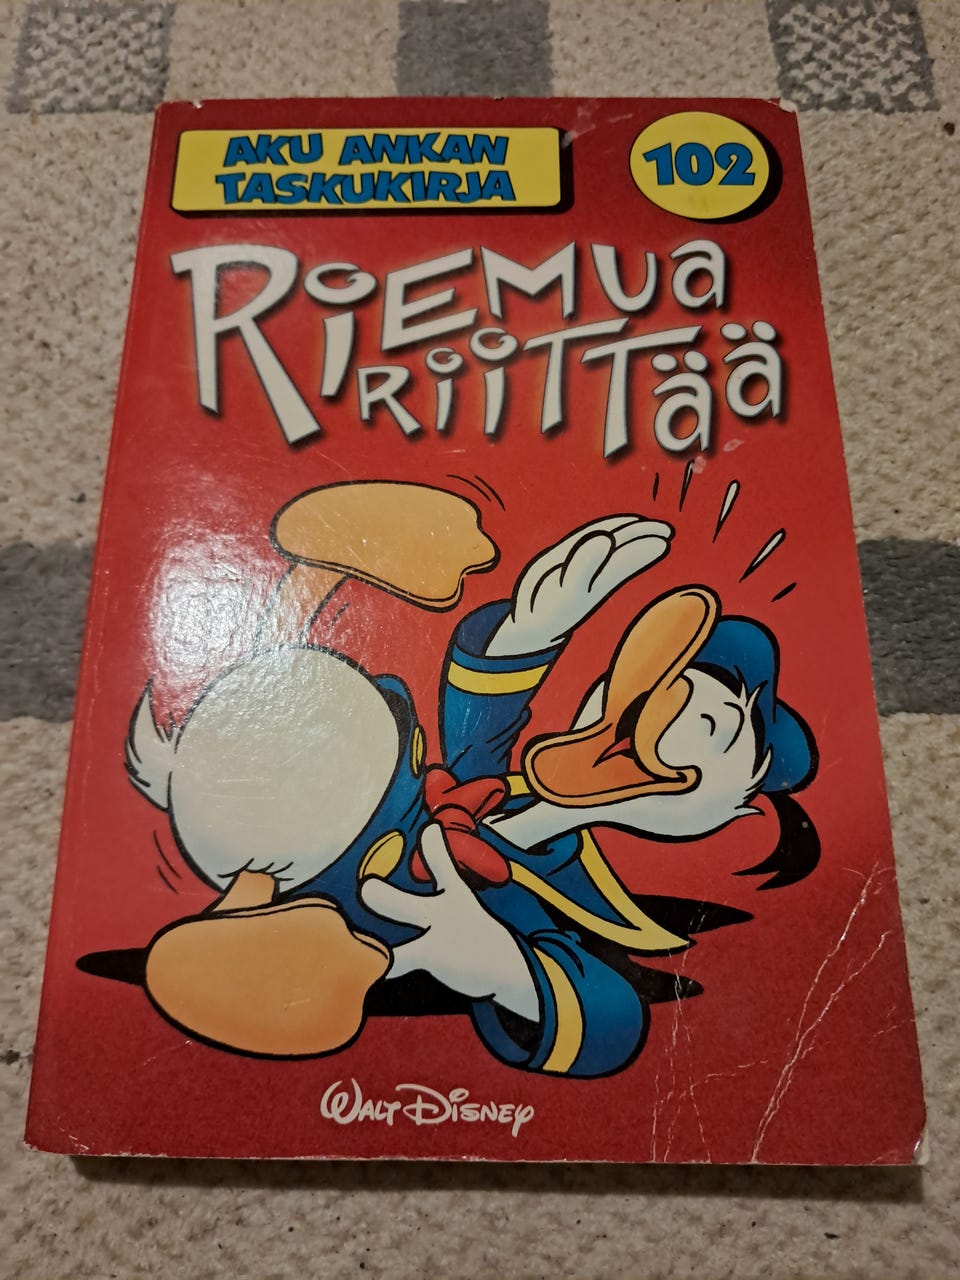 AKU ANKAN
TASKUKIRJA
102
RIEMUA
RIITTÄÄ
WALT DISNEY